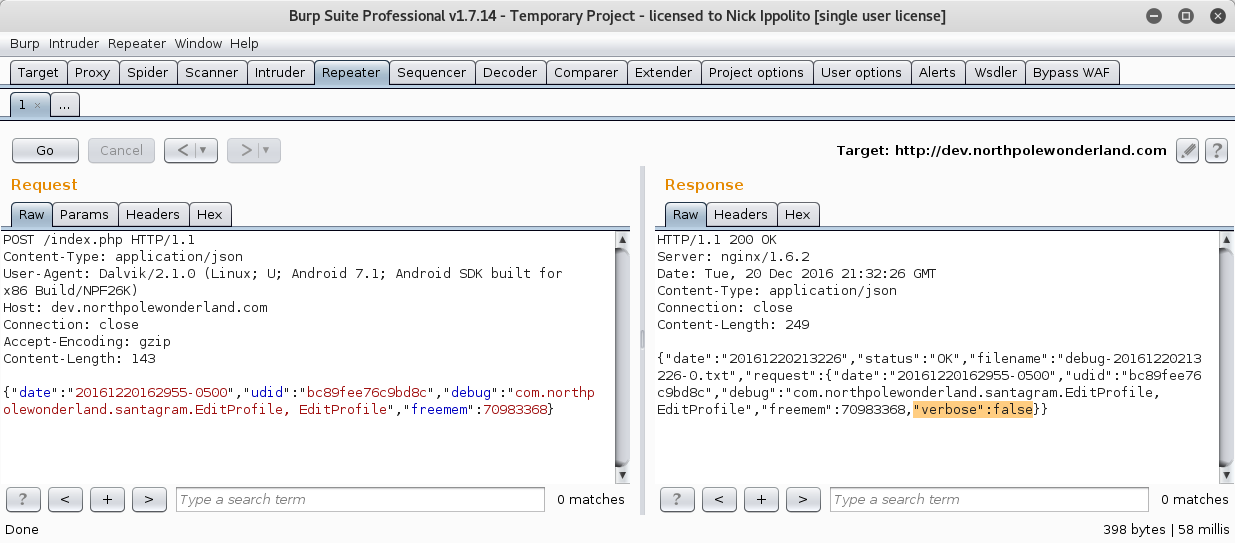 Burp Suite Professional v1.7.14 - Temporary Project - licensed to Nick Ippolito [single user license]
Burp Intruder Repeater Window Help
Target Proxy Spider Scanner Intruder Repeater Sequencer Decoder Comparer Extender Project options User options Alerts Wsdler Bypass WAF
1 × ...
Go Cancel < ▼ > ▼ Target: http://dev.northpolewonderland.com ?
Request
Raw Params Headers Hex
POST /index.php HTTP/1.1
Content-Type: application/json
User-Agent: Dalvik/2.1.0 (Linux; U; Android 7.1; Android SDK built for
x86 Build/NPF26K)
Host: dev.northpolewonderland.com
Connection: close
Accept-Encoding: gzip
Content-Length: 143
{"date":"20161220162955-0500","udid":"bc89fee76c9bd8c","debug":"com.northp
olewonderland.santagram.EditProfile, EditProfile","freemem":70983368}
? < + > Type a search term 0 matches
Response
Raw Headers Hex
HTTP/1.1 200 OK
Server: nginx/1.6.2
Date: Tue, 20 Dec 2016 21:32:26 GMT
Content-Type: application/json
Connection: close
Content-Length: 249
{"date":"20161220213226","status":"OK","filename":"debug-20161220213
226-0.txt","request":{"date":"20161220162955-0500","udid":"bc89fee76
c9bd8c","debug":"com.northpolewonderland.santagram.EditProfile,
EditProfile","freemem":70983368,"verbose":false}}
? < + > Type a search term 0 matches
Done 398 bytes | 58 millis